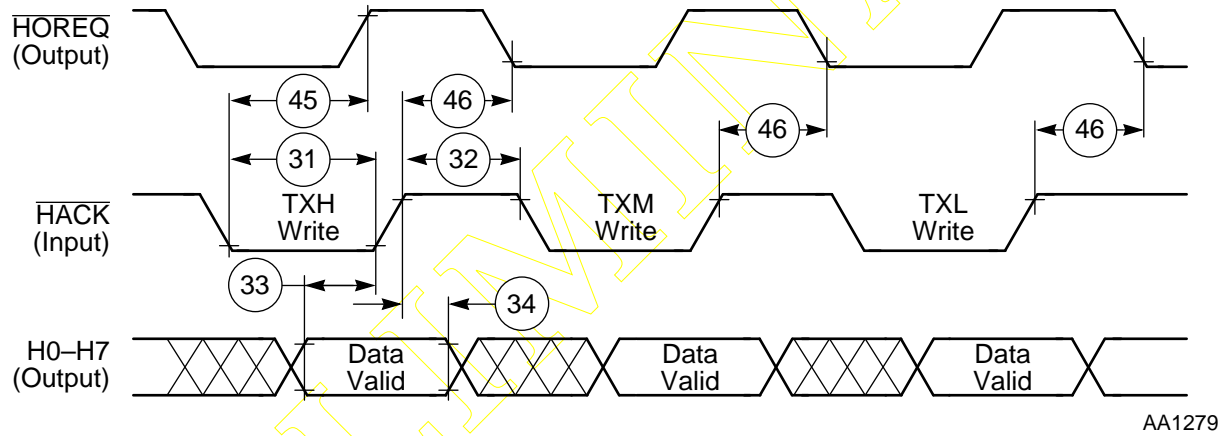 HOREQ
(Output)
45
46
46
46
31
32
HACK
(Input)
TXH
Write
TXM
Write
TXL
Write
33
34
H0–H7
(Output)
Data
Valid
Data
Valid
Data
Valid
AA1279